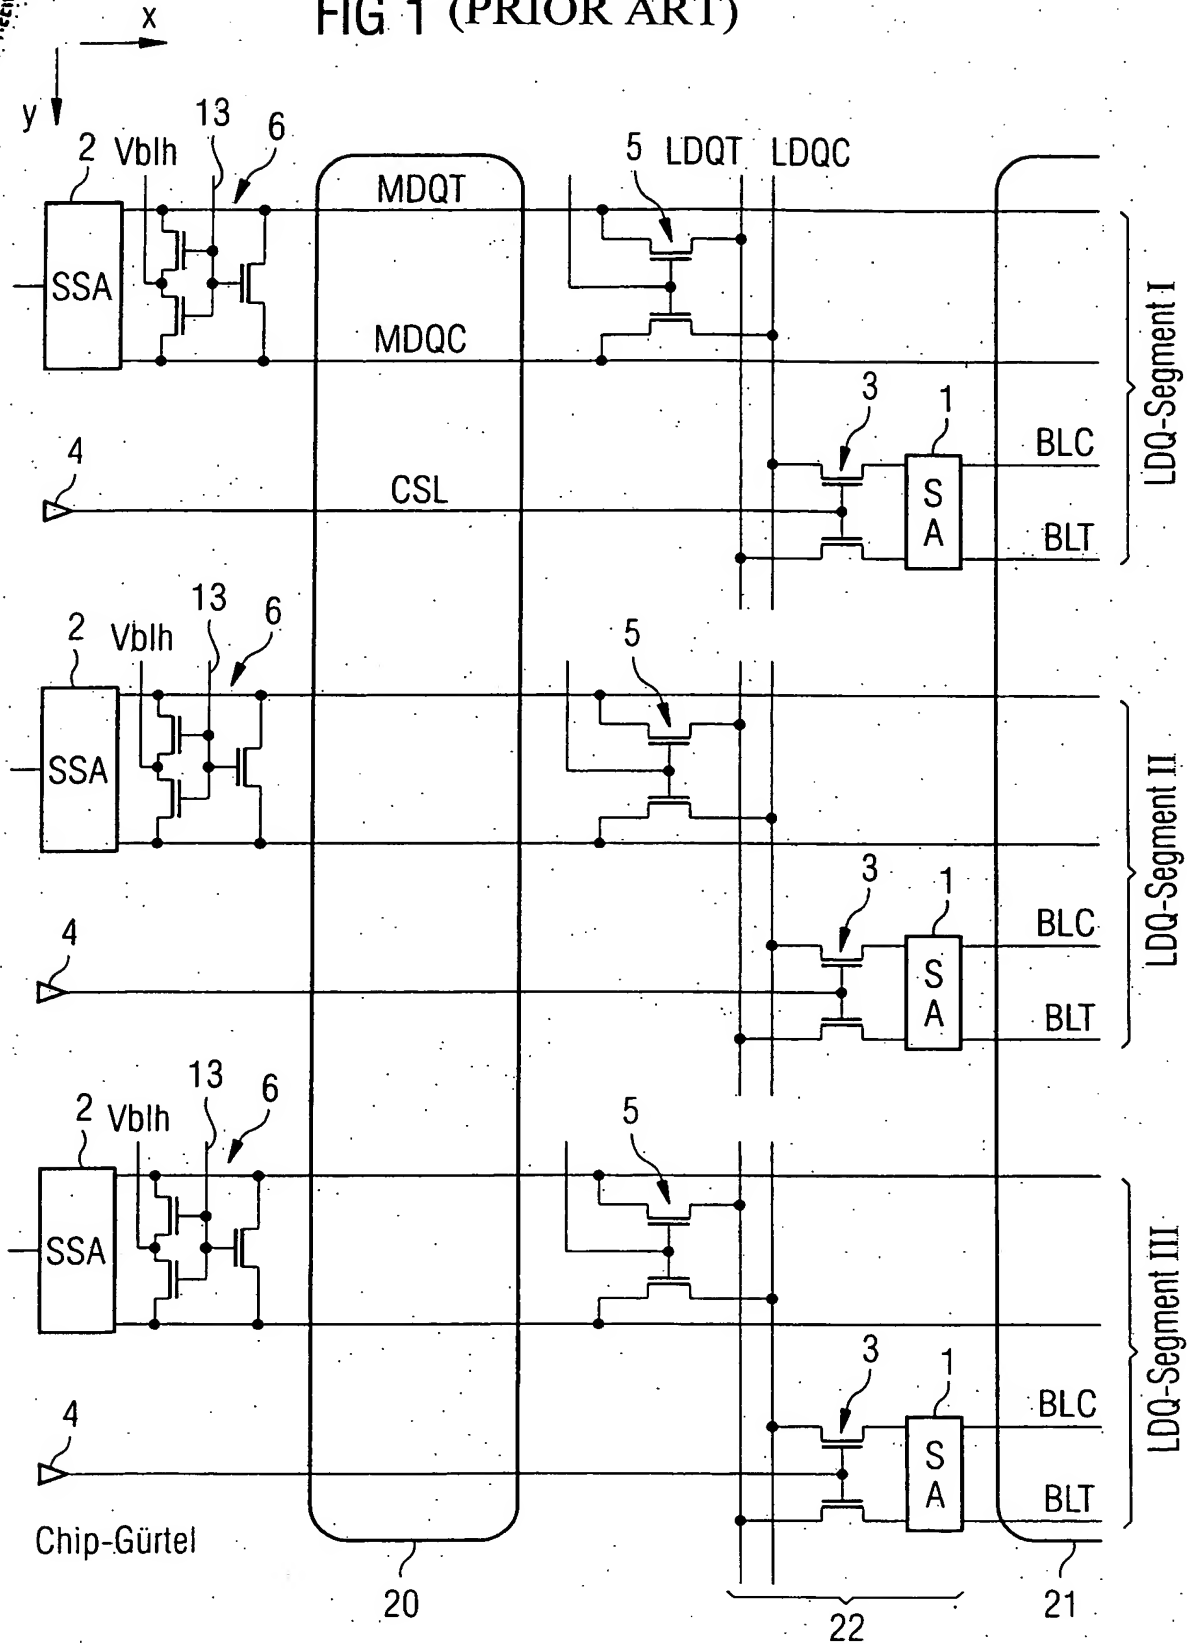 FIG 1 (PRIOR ART)
x
y
2 Vblh 13 6
5 LDQT LDQC
MDQT
SSA
MDQC
LDQ-Segment I
4
CSL
3 1
BLC
S
A
BLT
2 Vblh 13 6
5
SSA
LDQ-Segment II
4
3 1
BLC
S
A
BLT
2 Vblh 13 6
5
SSA
LDQ-Segment III
4
3 1
BLC
S
A
BLT
Chip-Gürtel
20
22
21